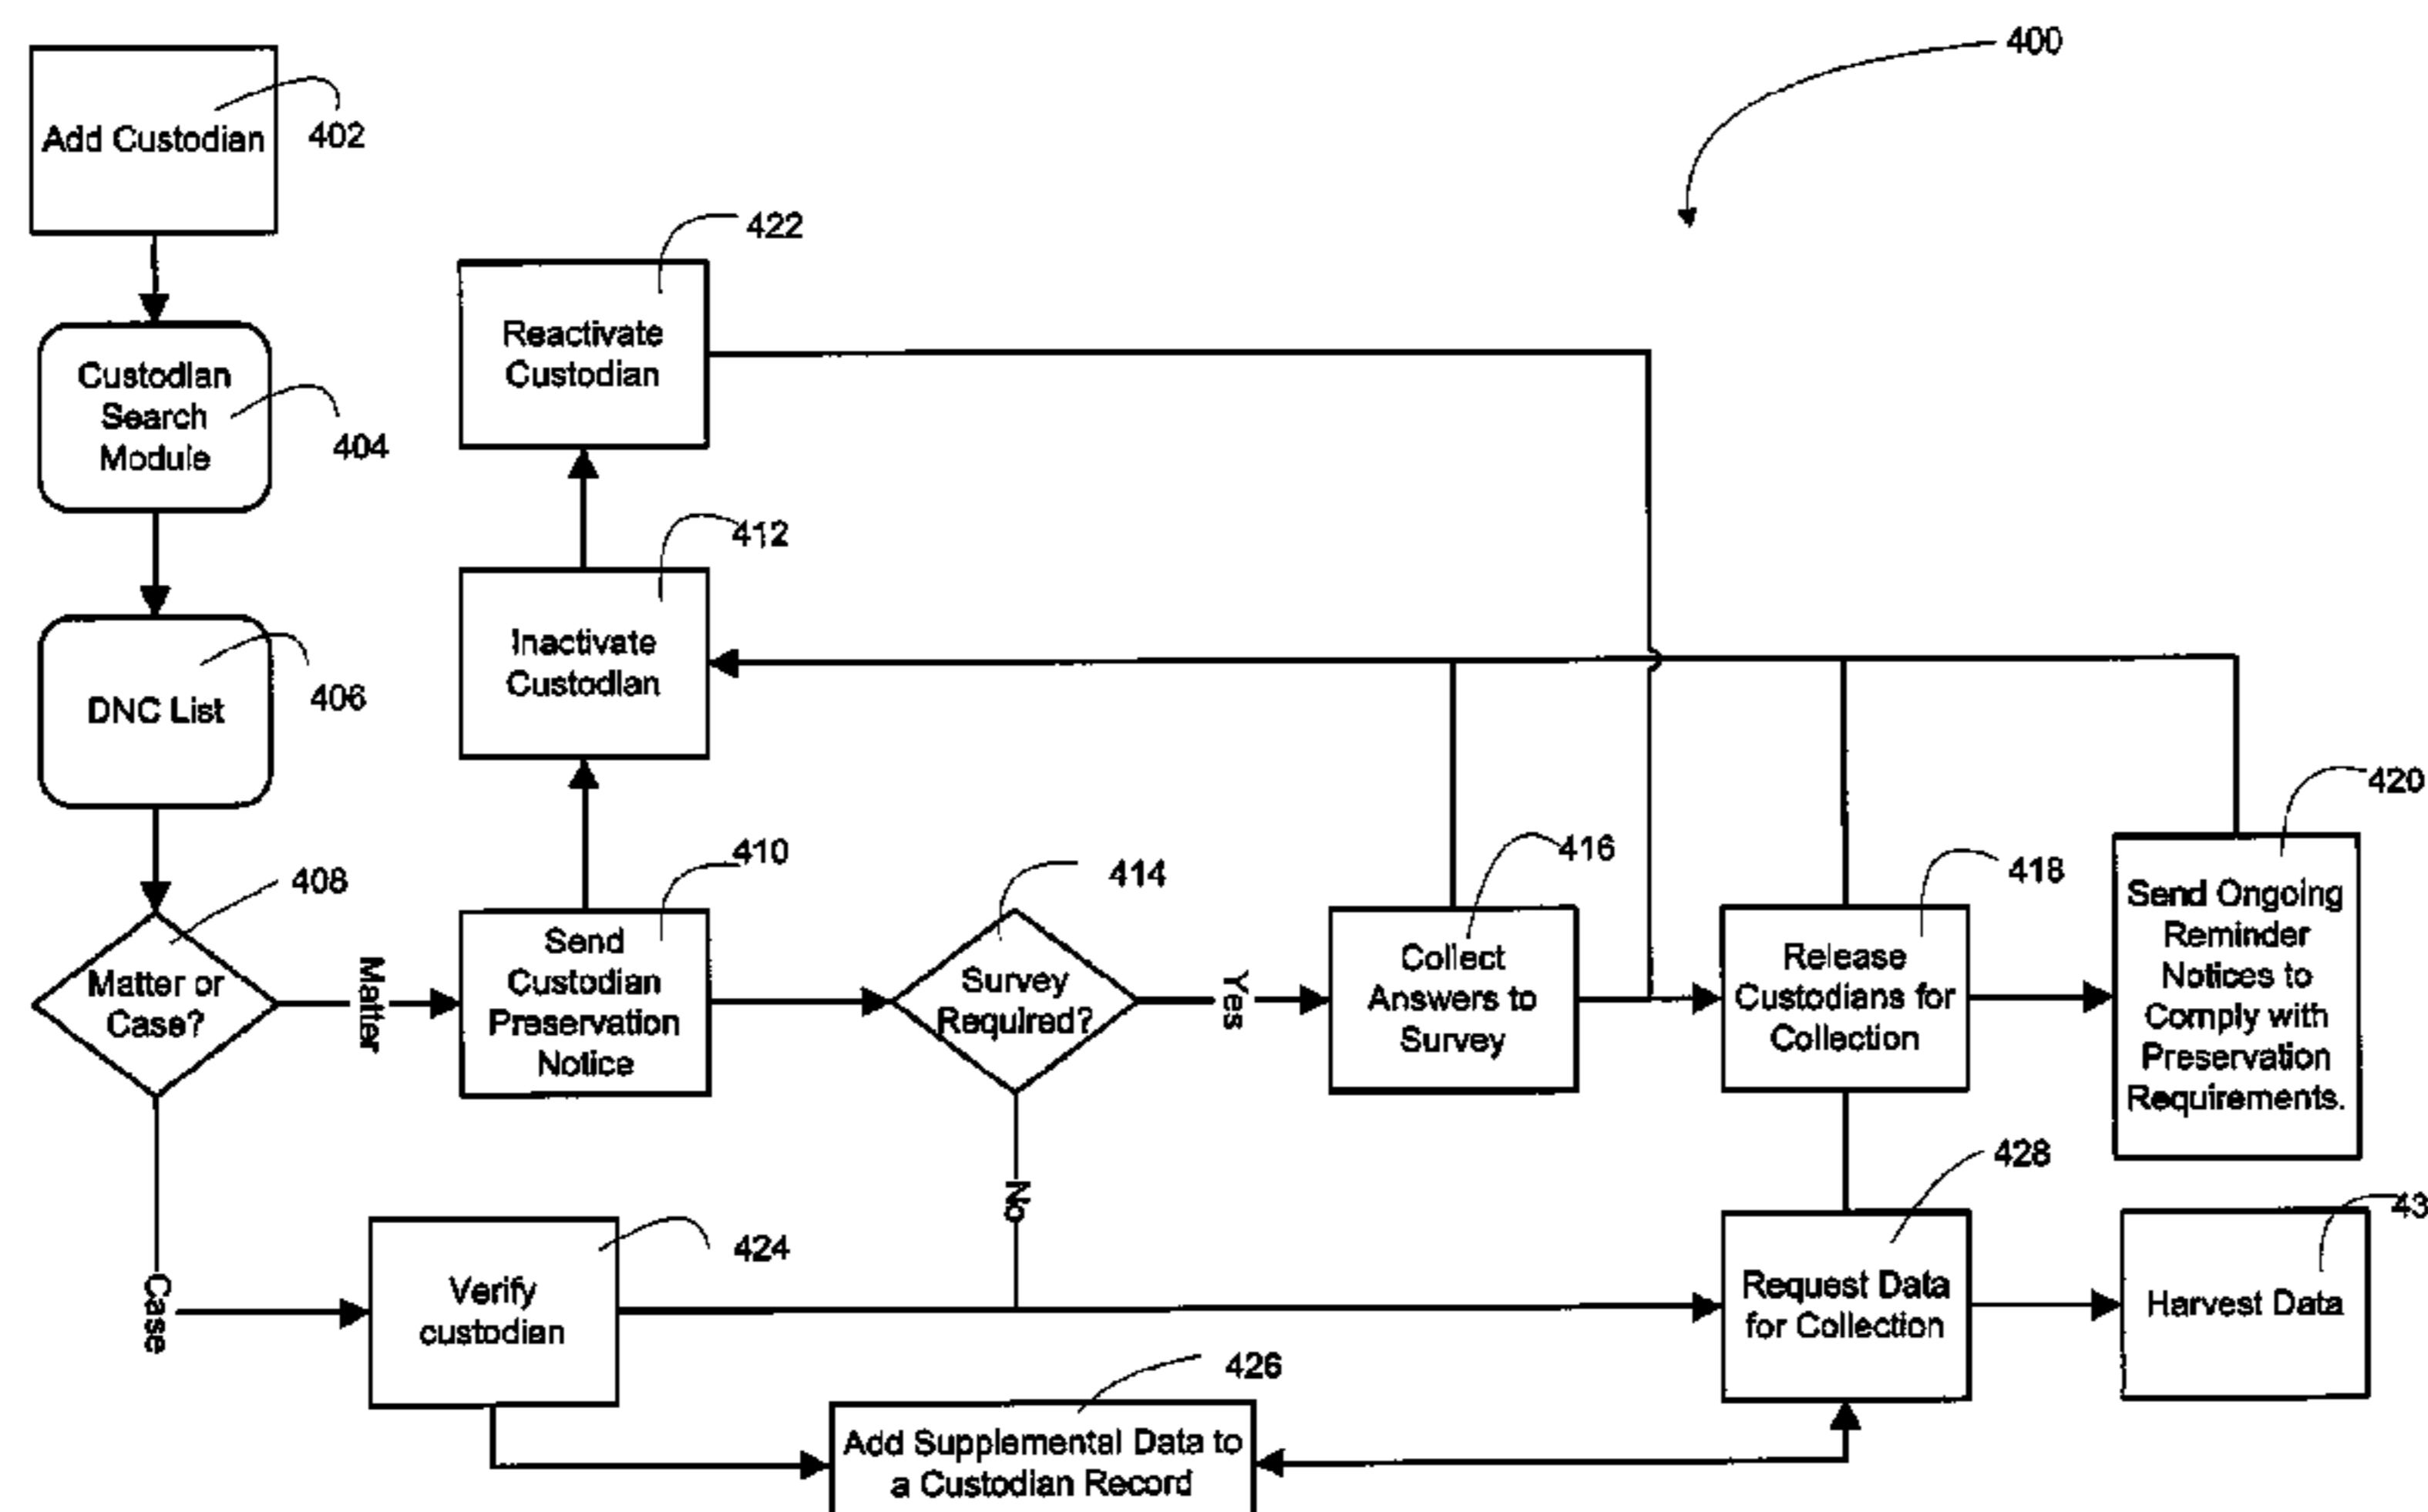 400
Add Custodian
402
422
Reactivate
Custodian
Custodian
Search
Module
404
412
Inactivate
Custodian
DNC List
406
420
Send Ongoing
Reminder
Notices to
Comply with
Preservation
Requirements.
408
Matter or
Case?
Matter
410
Send
Custodian
Preservation
Notice
414
Survey
Required?
Yes
416
Collect
Answers to
Survey
418
Release
Custodians for
Collection
No
Case
424
Verify
custodian
428
Request Data
for Collection
43
Harvest Data
426
Add Supplemental Data to
a Custodian Record